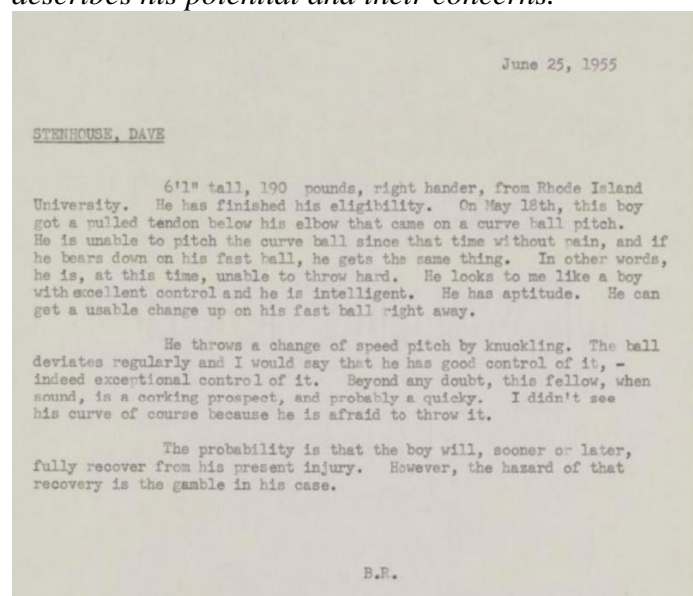 describes his potential and their concerns.
June 25, 1955
STENHOUSE, DAVE
6'1" tall, 190 pounds, right hander, from Rhode Island
University. He has finished his eligibility. On May 18th, this boy
got a pulled tendon below his elbow that came on a curve ball pitch.
He is unable to pitch the curve ball since that time without pain, and if
he bears down on his fast ball, he gets the same thing. In other words,
he is, at this time, unable to throw hard. He looks to me like a boy
with excellent control and he is intelligent. He has aptitude. He can
get a usable change up on his fast ball right away.
He throws a change of speed pitch by knuckling. The ball
deviates regularly and I would say that he has good control of it, -
indeed exceptional control of it. Beyond any doubt, this fellow, when
sound, is a corking prospect, and probably a quicky. I didn't see
his curve of course because he is afraid to throw it.
The probability is that the boy will, sooner or later,
fully recover from his present injury. However, the hazard of that
recovery is the gamble in his case.
B.R.